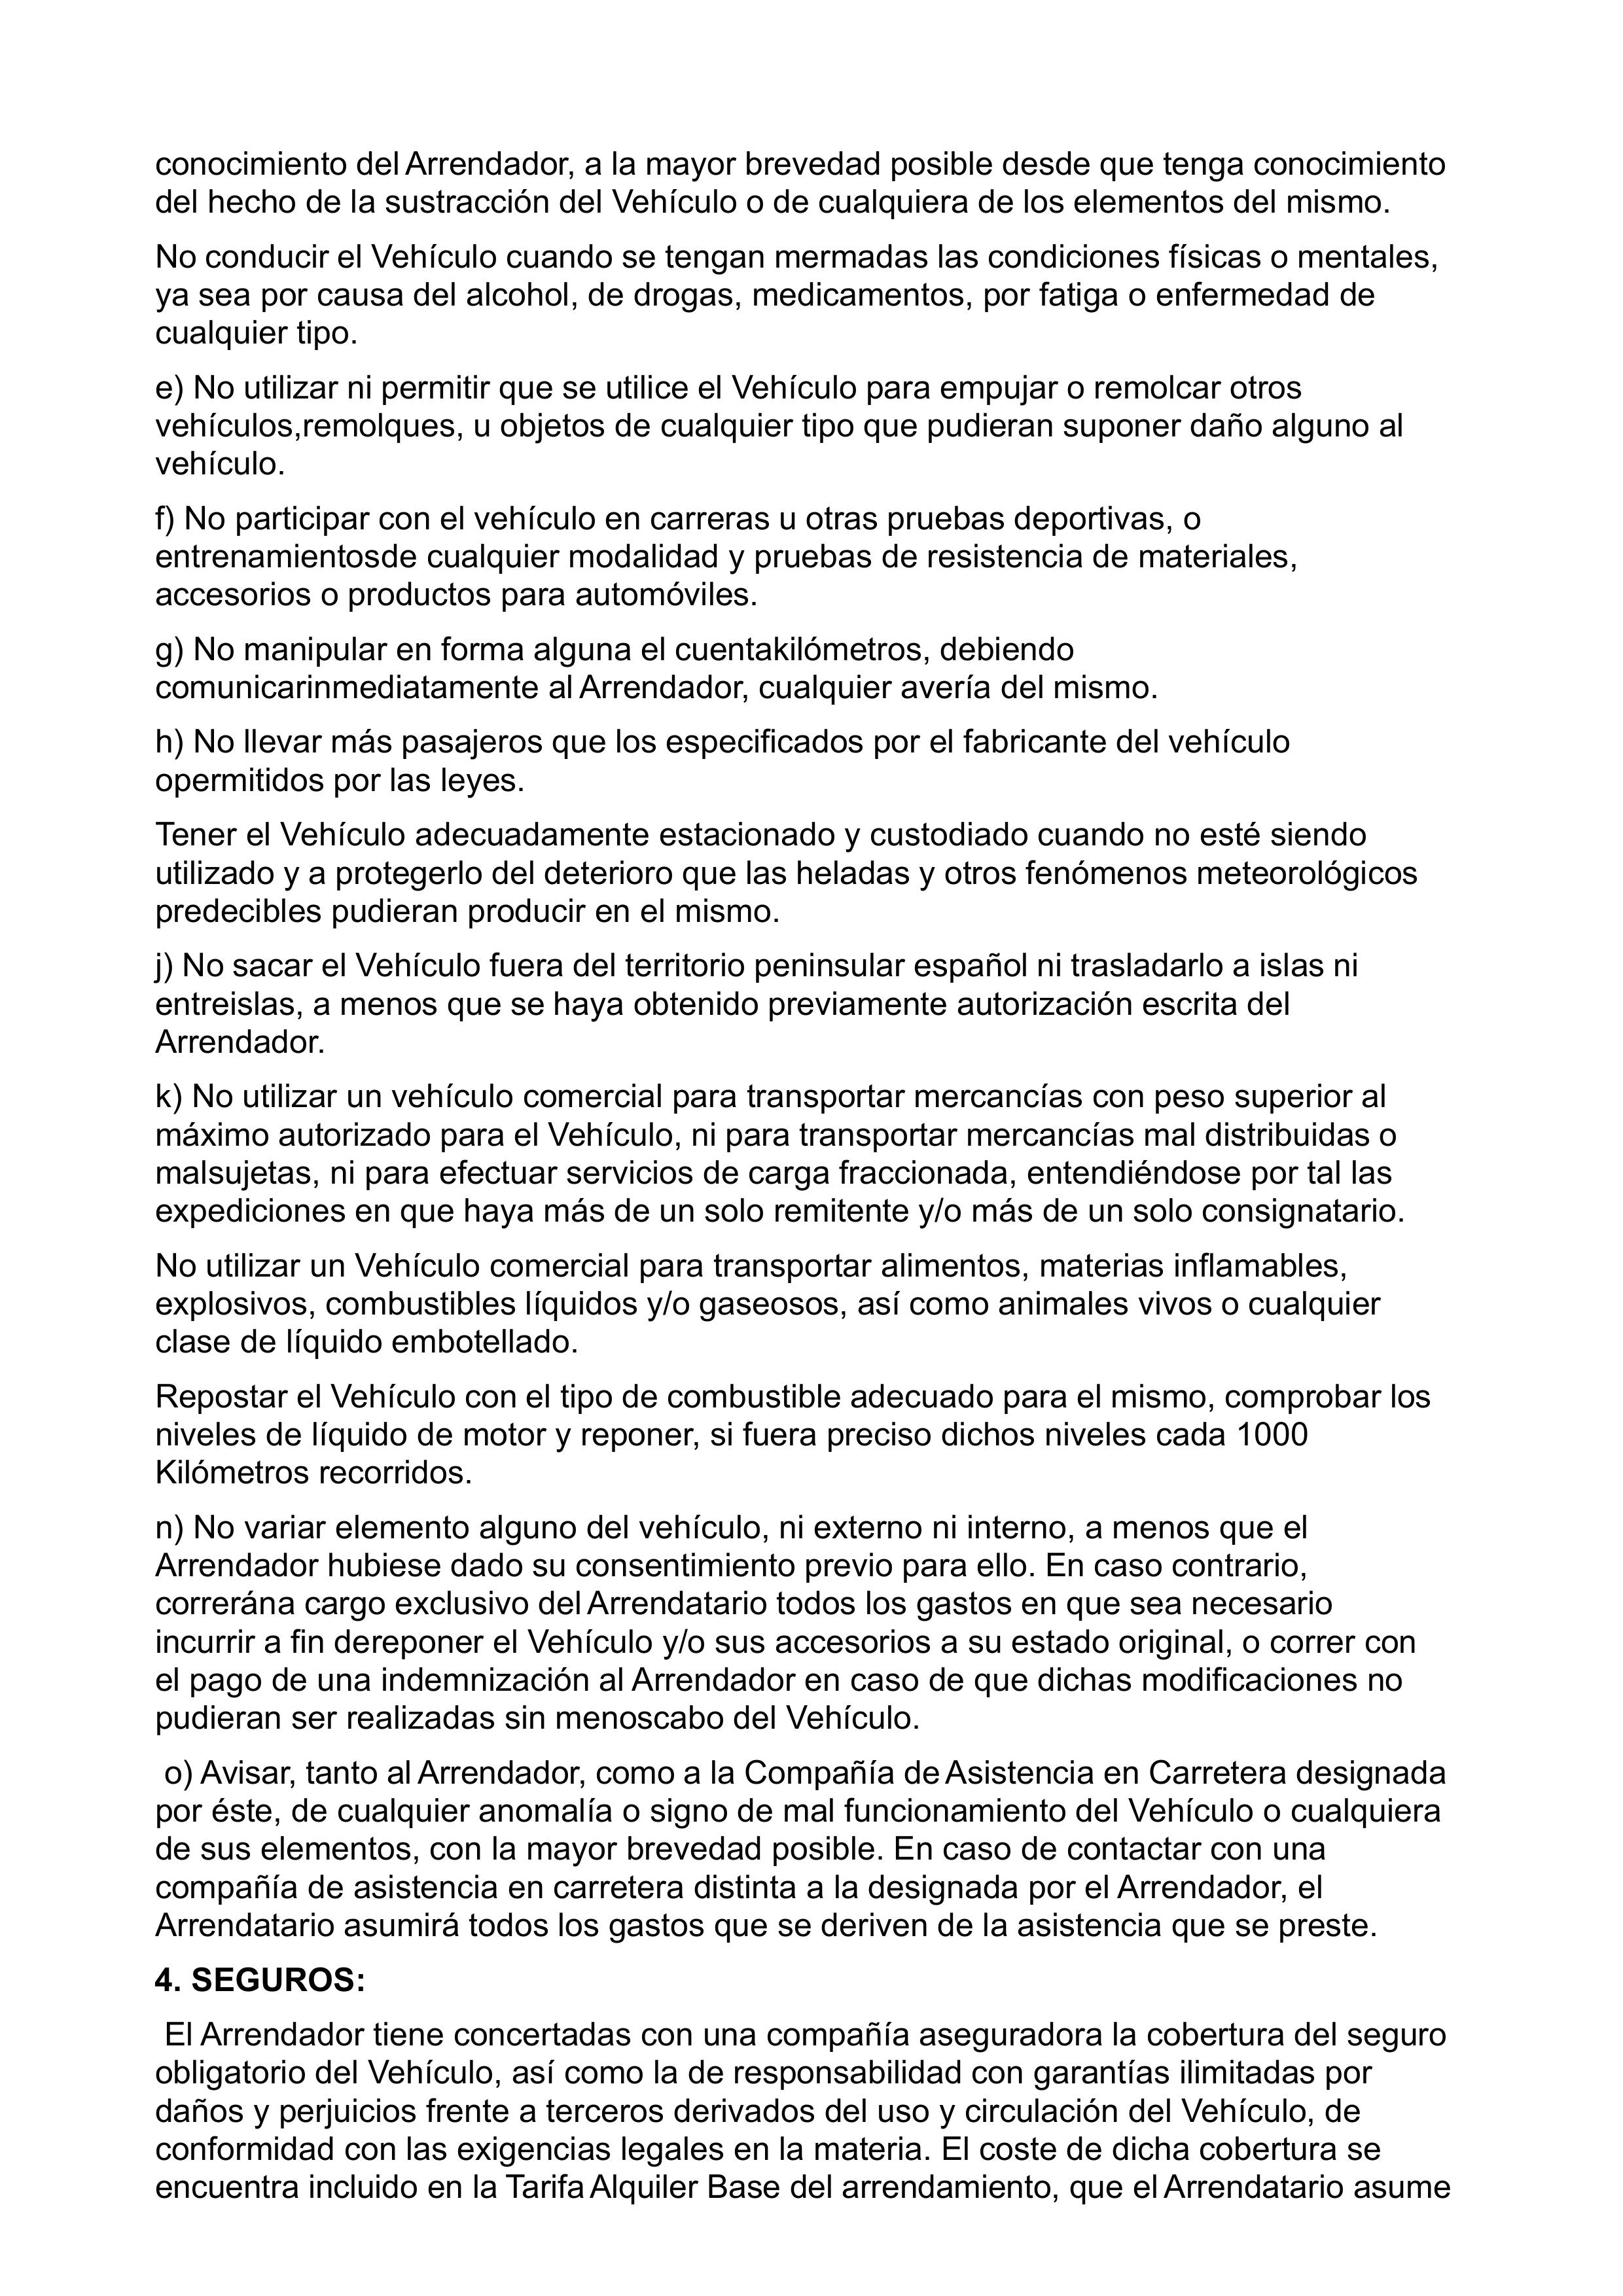 conocimiento del Arrendador, a la mayor brevedad posible desde que tenga conocimiento
del hecho de la sustracción del Vehículo o de cualquiera de los elementos del mismo.
No conducir el Vehículo cuando se tengan mermadas las condiciones físicas o mentales,
ya sea por causa del alcohol, de drogas, medicamentos, por fatiga o enfermedad de
cualquier tipo.
e) No utilizar ni permitir que se utilice el Vehículo para empujar o remolcar otros
vehículos,remolques, u objetos de cualquier tipo que pudieran suponer daño alguno al
vehículo.
f) No participar con el vehículo en carreras u otras pruebas deportivas, o
entrenamientosde cualquier modalidad y pruebas de resistencia de materiales,
accesorios o productos para automóviles.
g) No manipular en forma alguna el cuentakilómetros, debiendo
comunicarinmediatamente al Arrendador, cualquier avería del mismo.
h) No llevar más pasajeros que los especificados por el fabricante del vehículo
opermitidos por las leyes.
Tener el Vehículo adecuadamente estacionado y custodiado cuando no esté siendo
utilizado y a protegerlo del deterioro que las heladas y otros fenómenos meteorológicos
predecibles pudieran producir en el mismo.
j) No sacar el Vehículo fuera del territorio peninsular español ni trasladarlo a islas ni
entreislas, a menos que se haya obtenido previamente autorización escrita del
Arrendador.
k) No utilizar un vehículo comercial para transportar mercancías con peso superior al
máximo autorizado para el Vehículo, ni para transportar mercancías mal distribuidas o
malsujetas, ni para efectuar servicios de carga fraccionada, entendiéndose por tal las
expediciones en que haya más de un solo remitente y/o más de un solo consignatario.
No utilizar un Vehículo comercial para transportar alimentos, materias inflamables,
explosivos, combustibles líquidos y/o gaseosos, así como animales vivos o cualquier
clase de líquido embotellado.
Repostar el Vehículo con el tipo de combustible adecuado para el mismo, comprobar los
niveles de líquido de motor y reponer, si fuera preciso dichos niveles cada 1000
Kilómetros recorridos.
n) No variar elemento alguno del vehículo, ni externo ni interno, a menos que el
Arrendador hubiese dado su consentimiento previo para ello. En caso contrario,
correrána cargo exclusivo del Arrendatario todos los gastos en que sea necesario
incurrir a fin dereponer el Vehículo y/o sus accesorios a su estado original, o correr con
el pago de una indemnización al Arrendador en caso de que dichas modificaciones no
pudieran ser realizadas sin menoscabo del Vehículo.
o) Avisar, tanto al Arrendador, como a la Compañía de Asistencia en Carretera designada
por éste, de cualquier anomalía o signo de mal funcionamiento del Vehículo o cualquiera
de sus elementos, con la mayor brevedad posible. En caso de contactar con una
compañía de asistencia en carretera distinta a la designada por el Arrendador, el
Arrendatario asumirá todos los gastos que se deriven de la asistencia que se preste.
4. SEGUROS:
El Arrendador tiene concertadas con una compañía aseguradora la cobertura del seguro
obligatorio del Vehículo, así como la de responsabilidad con garantías ilimitadas por
daños y perjuicios frente a terceros derivados del uso y circulación del Vehículo, de
conformidad con las exigencias legales en la materia. El coste de dicha cobertura se
encuentra incluido en la Tarifa Alquiler Base del arrendamiento, que el Arrendatario asume